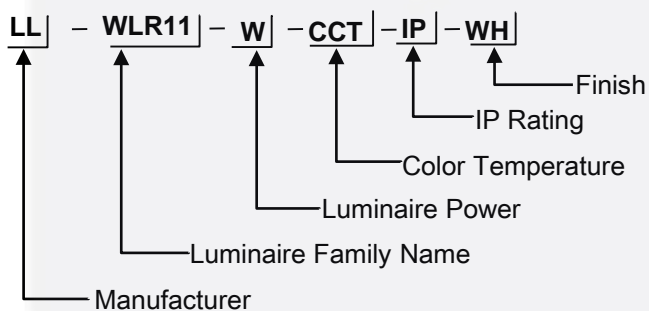 LL – WLR11 – W – CCT – IP – WH
Finish
IP Rating
Color Temperature
Luminaire Power
Luminaire Family Name
Manufacturer